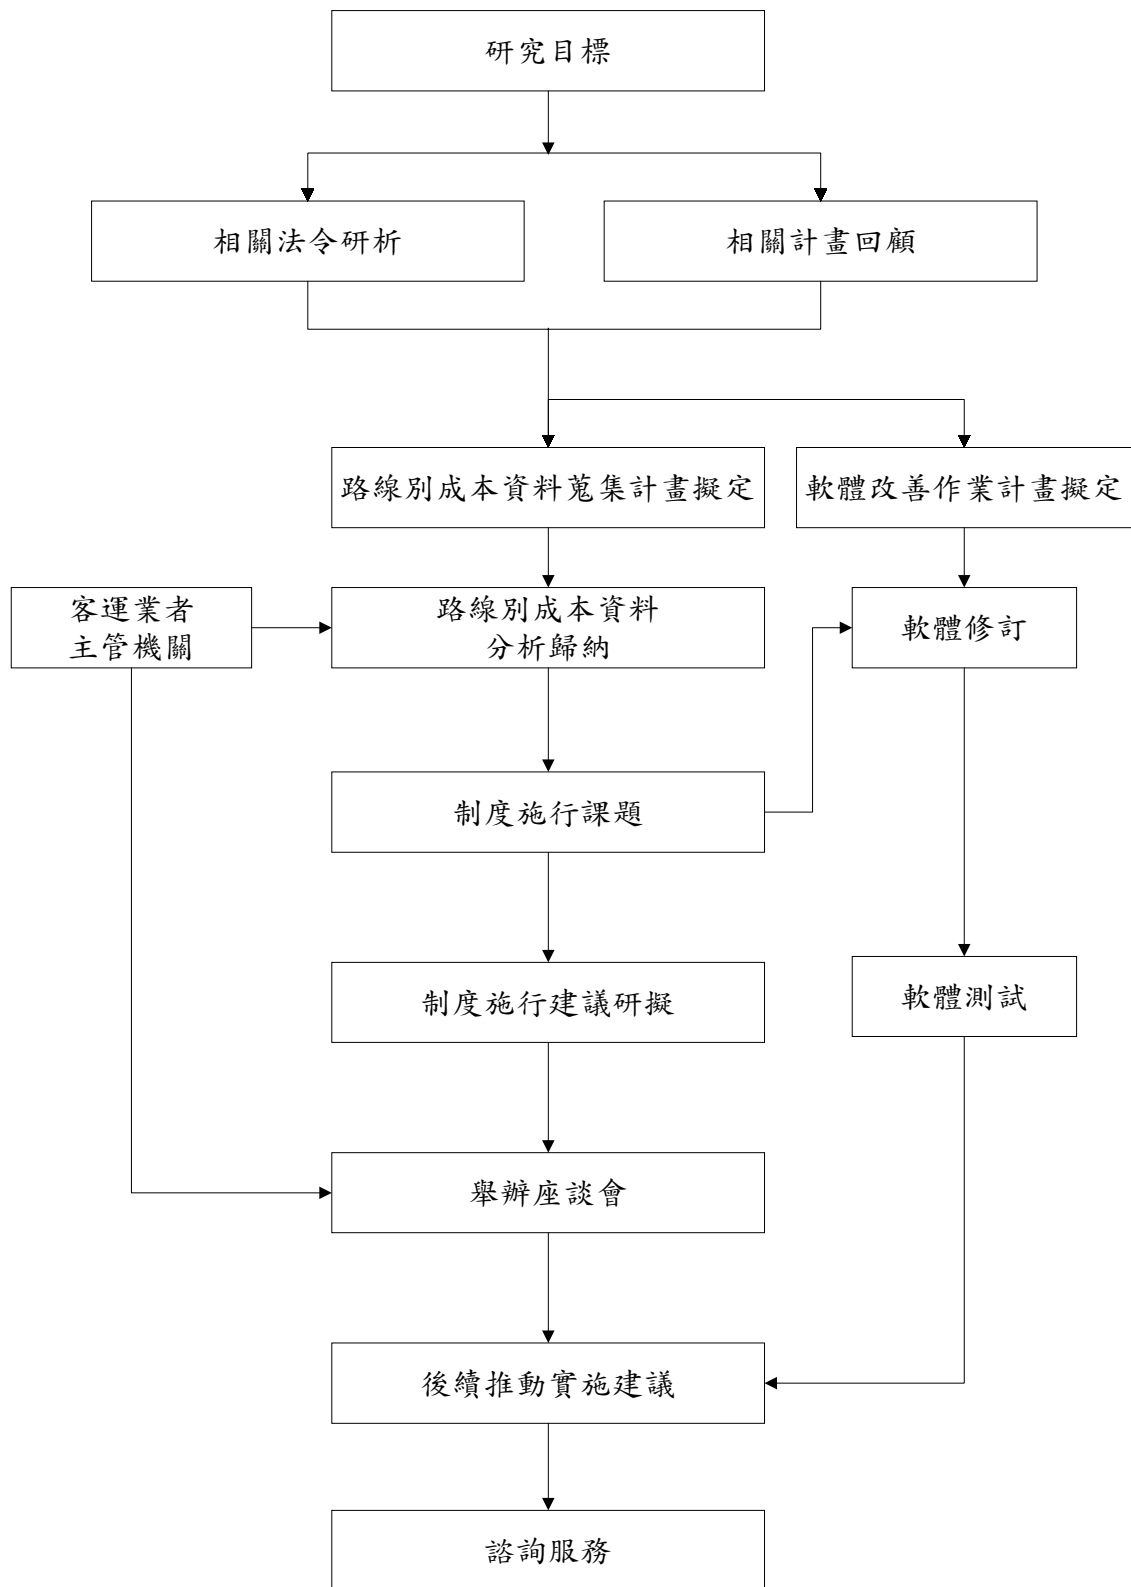 研究目標
相關法令研析
相關計畫回顧
路線別成本資料蒐集計畫擬定
軟體改善作業計畫擬定
客運業者
主管機關
路線別成本資料
分析歸納
軟體修訂
制度施行課題
制度施行建議研擬
軟體測試
舉辦座談會
後續推動實施建議
諮詢服務